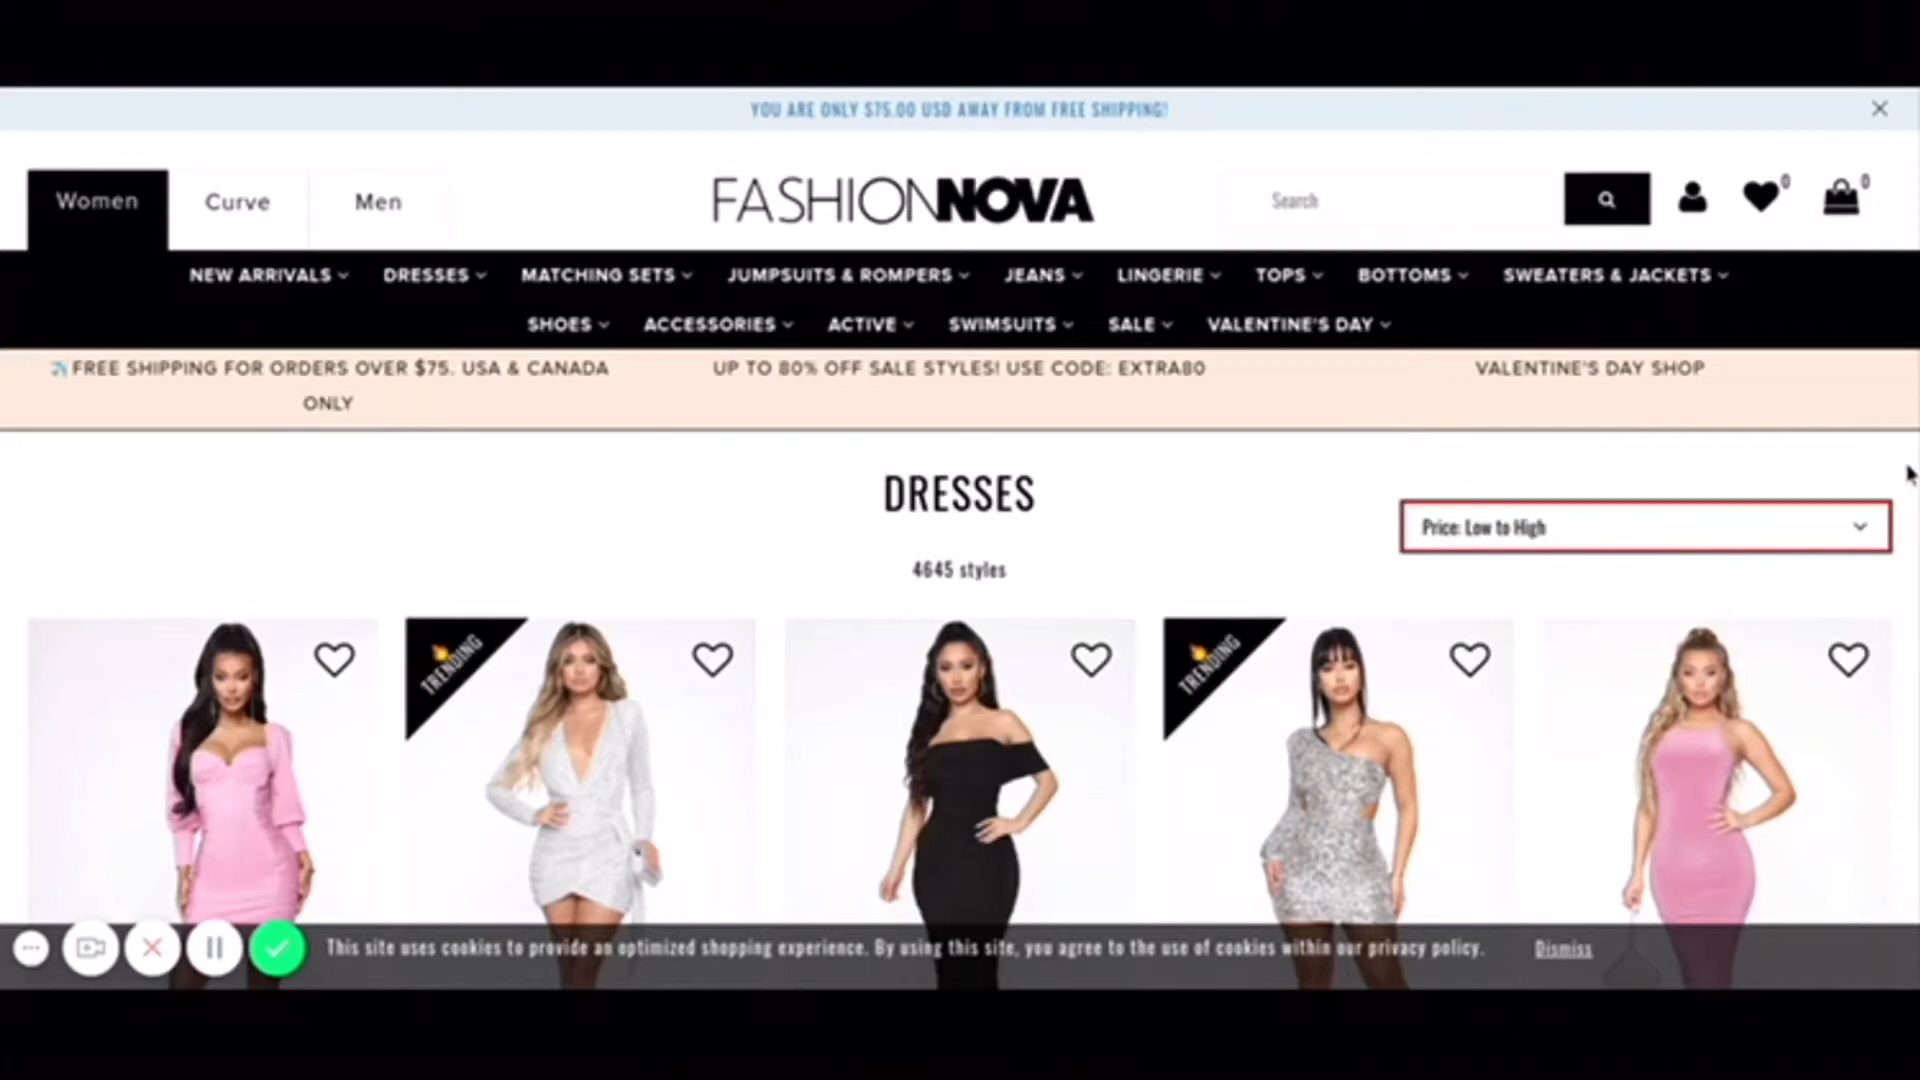 YOU ARE ONLY $75.00 USD AWAY FROM FREE SHIPPING!
Women
Curve
Men
FASHIONNOVA
Search
0
0
NEW ARRIVALS
DRESSES
MATCHING SETS
JUMPSUITS & ROMPERS
JEANS
LINGERIE
TOPS
BOTTOMS
SWEATERS & JACKETS
SHOES
ACCESSORIES
ACTIVE
SWIMSUITS
SALE
VALENTINE'S DAY
FREE SHIPPING FOR ORDERS OVER $75. USA & CANADA
ONLY
UP TO 80% OFF SALE STYLES! USE CODE: EXTRA80
VALENTINE'S DAY SHOP
DRESSES
Price: Low to High
4645 styles
TRENDING
TRENDING
This site uses cookies to provide an optimized shopping experience. By using this site, you agree to the use of cookies within our privacy policy.
Dismiss